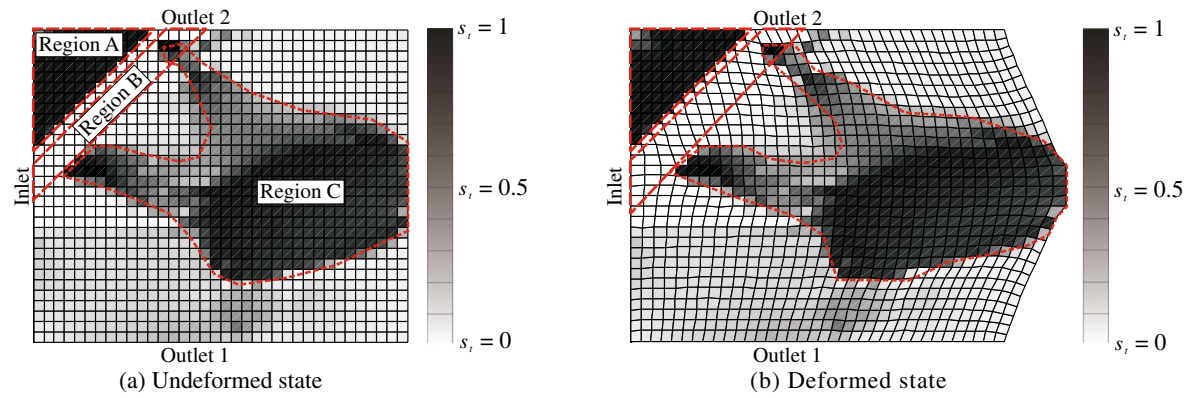 Outlet 2
Region A
Region B
Region C
Inlet
Outlet 1
s_t = 1
s_t = 0.5
s_t = 0
(a) Undeformed state
Outlet 2
Inlet
Outlet 1
s_t = 1
s_t = 0.5
s_t = 0
(b) Deformed state